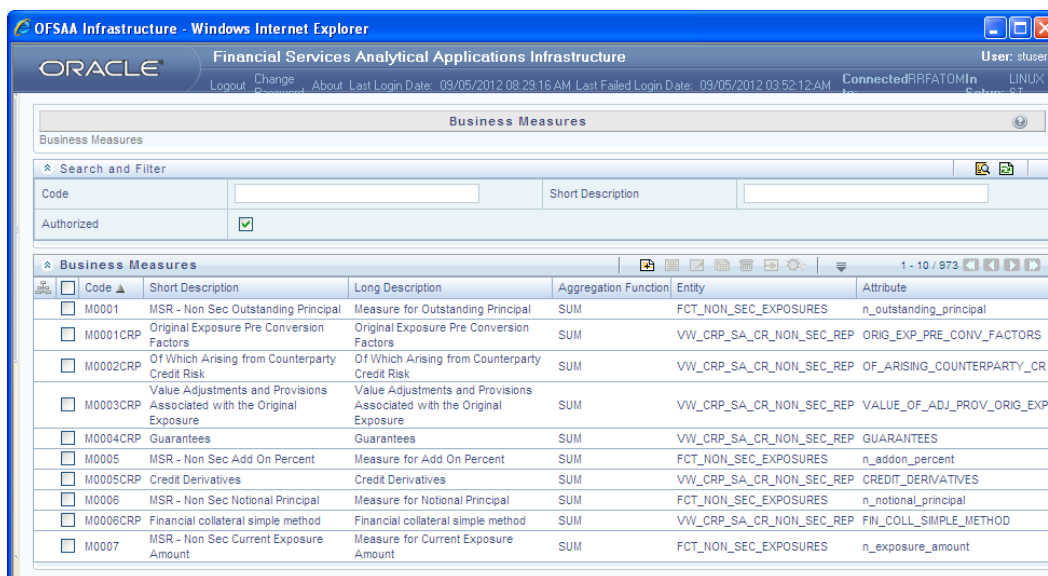 OFSAA Infrastructure - Windows Internet Explorer
ORACLE
Financial Services Analytical Applications Infrastructure
User: stuser
Logout Change About Last Login Date: 09/05/2012 08:29:16 AM Last Failed Login Date: 09/05/2012 03:52:12 AM Connected RRFATOM In LINUX
Business Measures
Business Measures
Search and Filter
Code Short Description
Authorized
Business Measures 1 - 10 / 973
Code Short Description Long Description Aggregation Function Entity Attribute
M0001 MSR - Non Sec Outstanding Principal Measure for Outstanding Principal SUM FCT_NON_SEC_EXPOSURES n_outstanding_principal
M0001CRP Original Exposure Pre Conversion Factors Original Exposure Pre Conversion Factors SUM VW_CRP_SA_CR_NON_SEC_REP ORIG_EXP_PRE_CONV_FACTORS
M0002CRP Of Which Arising from Counterparty Credit Risk Of Which Arising from Counterparty Credit Risk SUM VW_CRP_SA_CR_NON_SEC_REP OF_ARISING_COUNTERPARTY_CR
M0003CRP Value Adjustments and Provisions Associated with the Original Exposure Value Adjustments and Provisions Associated with the Original Exposure SUM VW_CRP_SA_CR_NON_SEC_REP VALUE_OF_ADJ_PROV_ORIG_EXP
M0004CRP Guarantees Guarantees SUM VW_CRP_SA_CR_NON_SEC_REP GUARANTEES
M0005 MSR - Non Sec Add On Percent Measure for Add On Percent SUM FCT_NON_SEC_EXPOSURES n_addon_percent
M0005CRP Credit Derivatives Credit Derivatives SUM VW_CRP_SA_CR_NON_SEC_REP CREDIT_DERIVATIVES
M0006 MSR - Non Sec Notional Principal Measure for Notional Principal SUM FCT_NON_SEC_EXPOSURES n_notional_principal
M0006CRP Financial collateral simple method Financial collateral simple method SUM VW_CRP_SA_CR_NON_SEC_REP FIN_COLL_SIMPLE_METHOD
M0007 MSR - Non Sec Current Exposure Amount Measure for Current Exposure Amount SUM FCT_NON_SEC_EXPOSURES n_exposure_amount